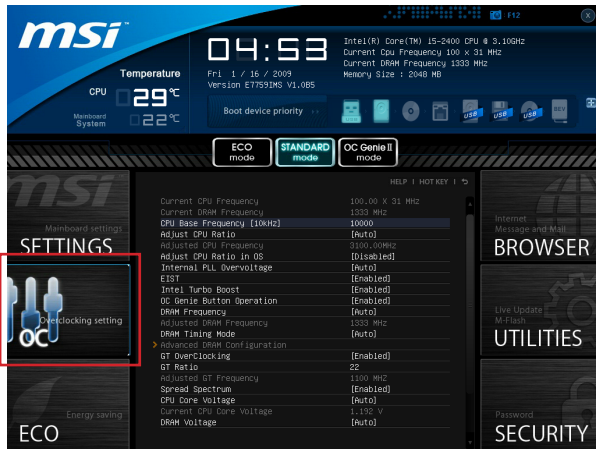 msi
F12
X
04:53
Intel(R) Core(TM) i5-2400 CPU @ 3.10GHz
Current Cpu Frequency 100 x 31 MHz
Current DRAM Frequency 1333 MHz
Memory Size : 2048 MB
Fri 1 / 16 / 2009
Version E7759IMS V1.0B5
Temperature
CPU 29°C
Mainboard
System 22°C
Boot device priority
USB
USB
USB
BEV
ECO
mode
STANDARD
mode
OC Genie II
mode
HELP | HOT KEY |
msi
Mainboard settings
SETTINGS
Overclocking setting
OC
Energy saving
ECO
Current CPU Frequency 100.00 X 31 MHz
Current DRAM Frequency 1333 MHz
CPU Base Frequency [10kHz] 10000
Adjust CPU Ratio [Auto]
Adjusted CPU Frequency 3100.00MHz
Adjust CPU Ratio in OS [Disabled]
Internal PLL Overvoltage [Auto]
EIST [Enabled]
Intel Turbo Boost [Enabled]
OC Genie Button Operation [Enabled]
DRAM Frequency [Auto]
Adjusted DRAM Frequency 1333 MHz
DRAM Timing Mode [Auto]
Advanced DRAM Configuration
GT OverClocking [Enabled]
GT Ratio 22
Adjusted GT Frequency 1100 MHZ
Spread Spectrum [Enabled]
CPU Core Voltage [Auto]
Current CPU Core Voltage 1.192 V
DRAM Voltage [Auto]
Internet
Message and Mail
BROWSER
Live Update
M-Flash
UTILITIES
Password
SECURITY